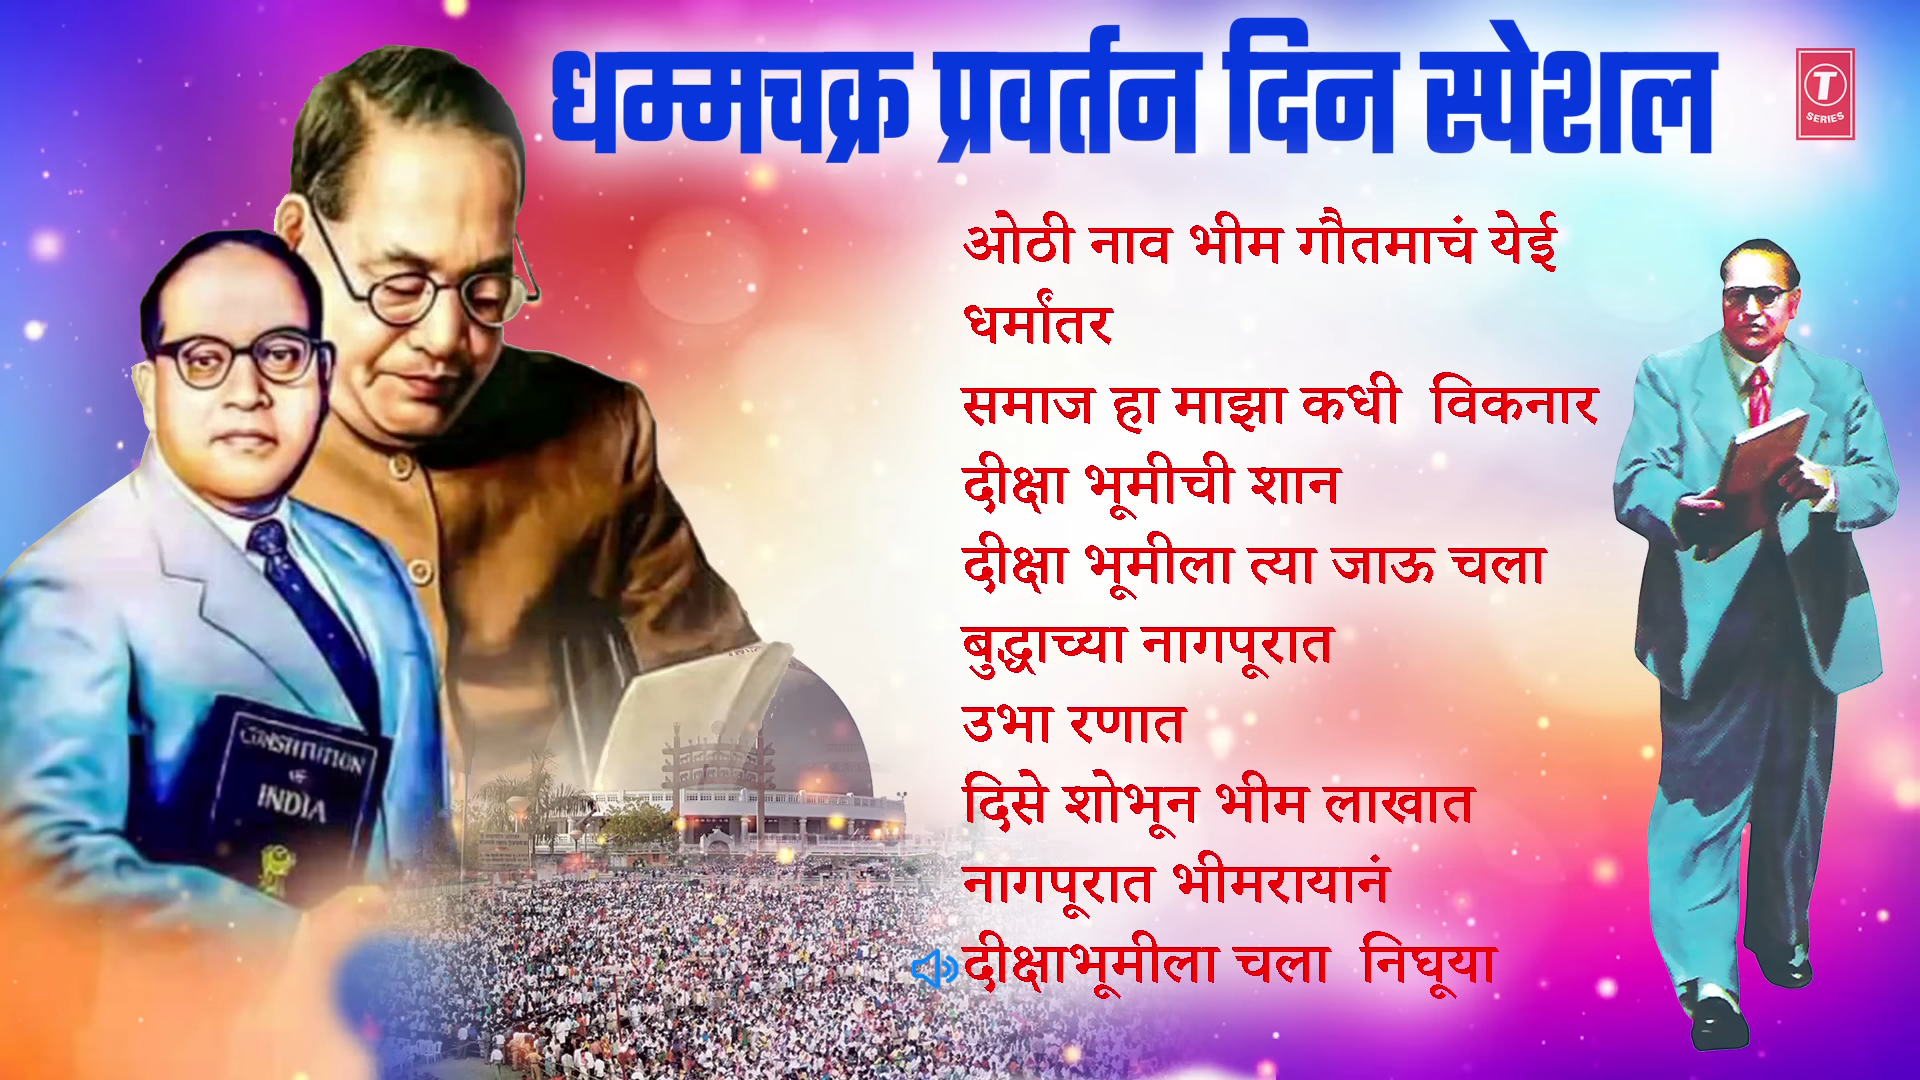 धम्मचक्र प्रवर्तन दिन स्पेशल
T
SERIES
ओठी नाव भीम गौतमाचं येई
धर्मांतर
समाज हा माझा कधी विकनार
दीक्षा भूमीची शान
दीक्षा भूमीला त्या जाऊ चला
बुद्धाच्या नागपूरात
उभा रणात
दिसे शोभून भीम लाखात
नागपूरात भीमरायानं
दीक्षाभूमीला चला निघूया
CONSTITUTION
OF
INDIA